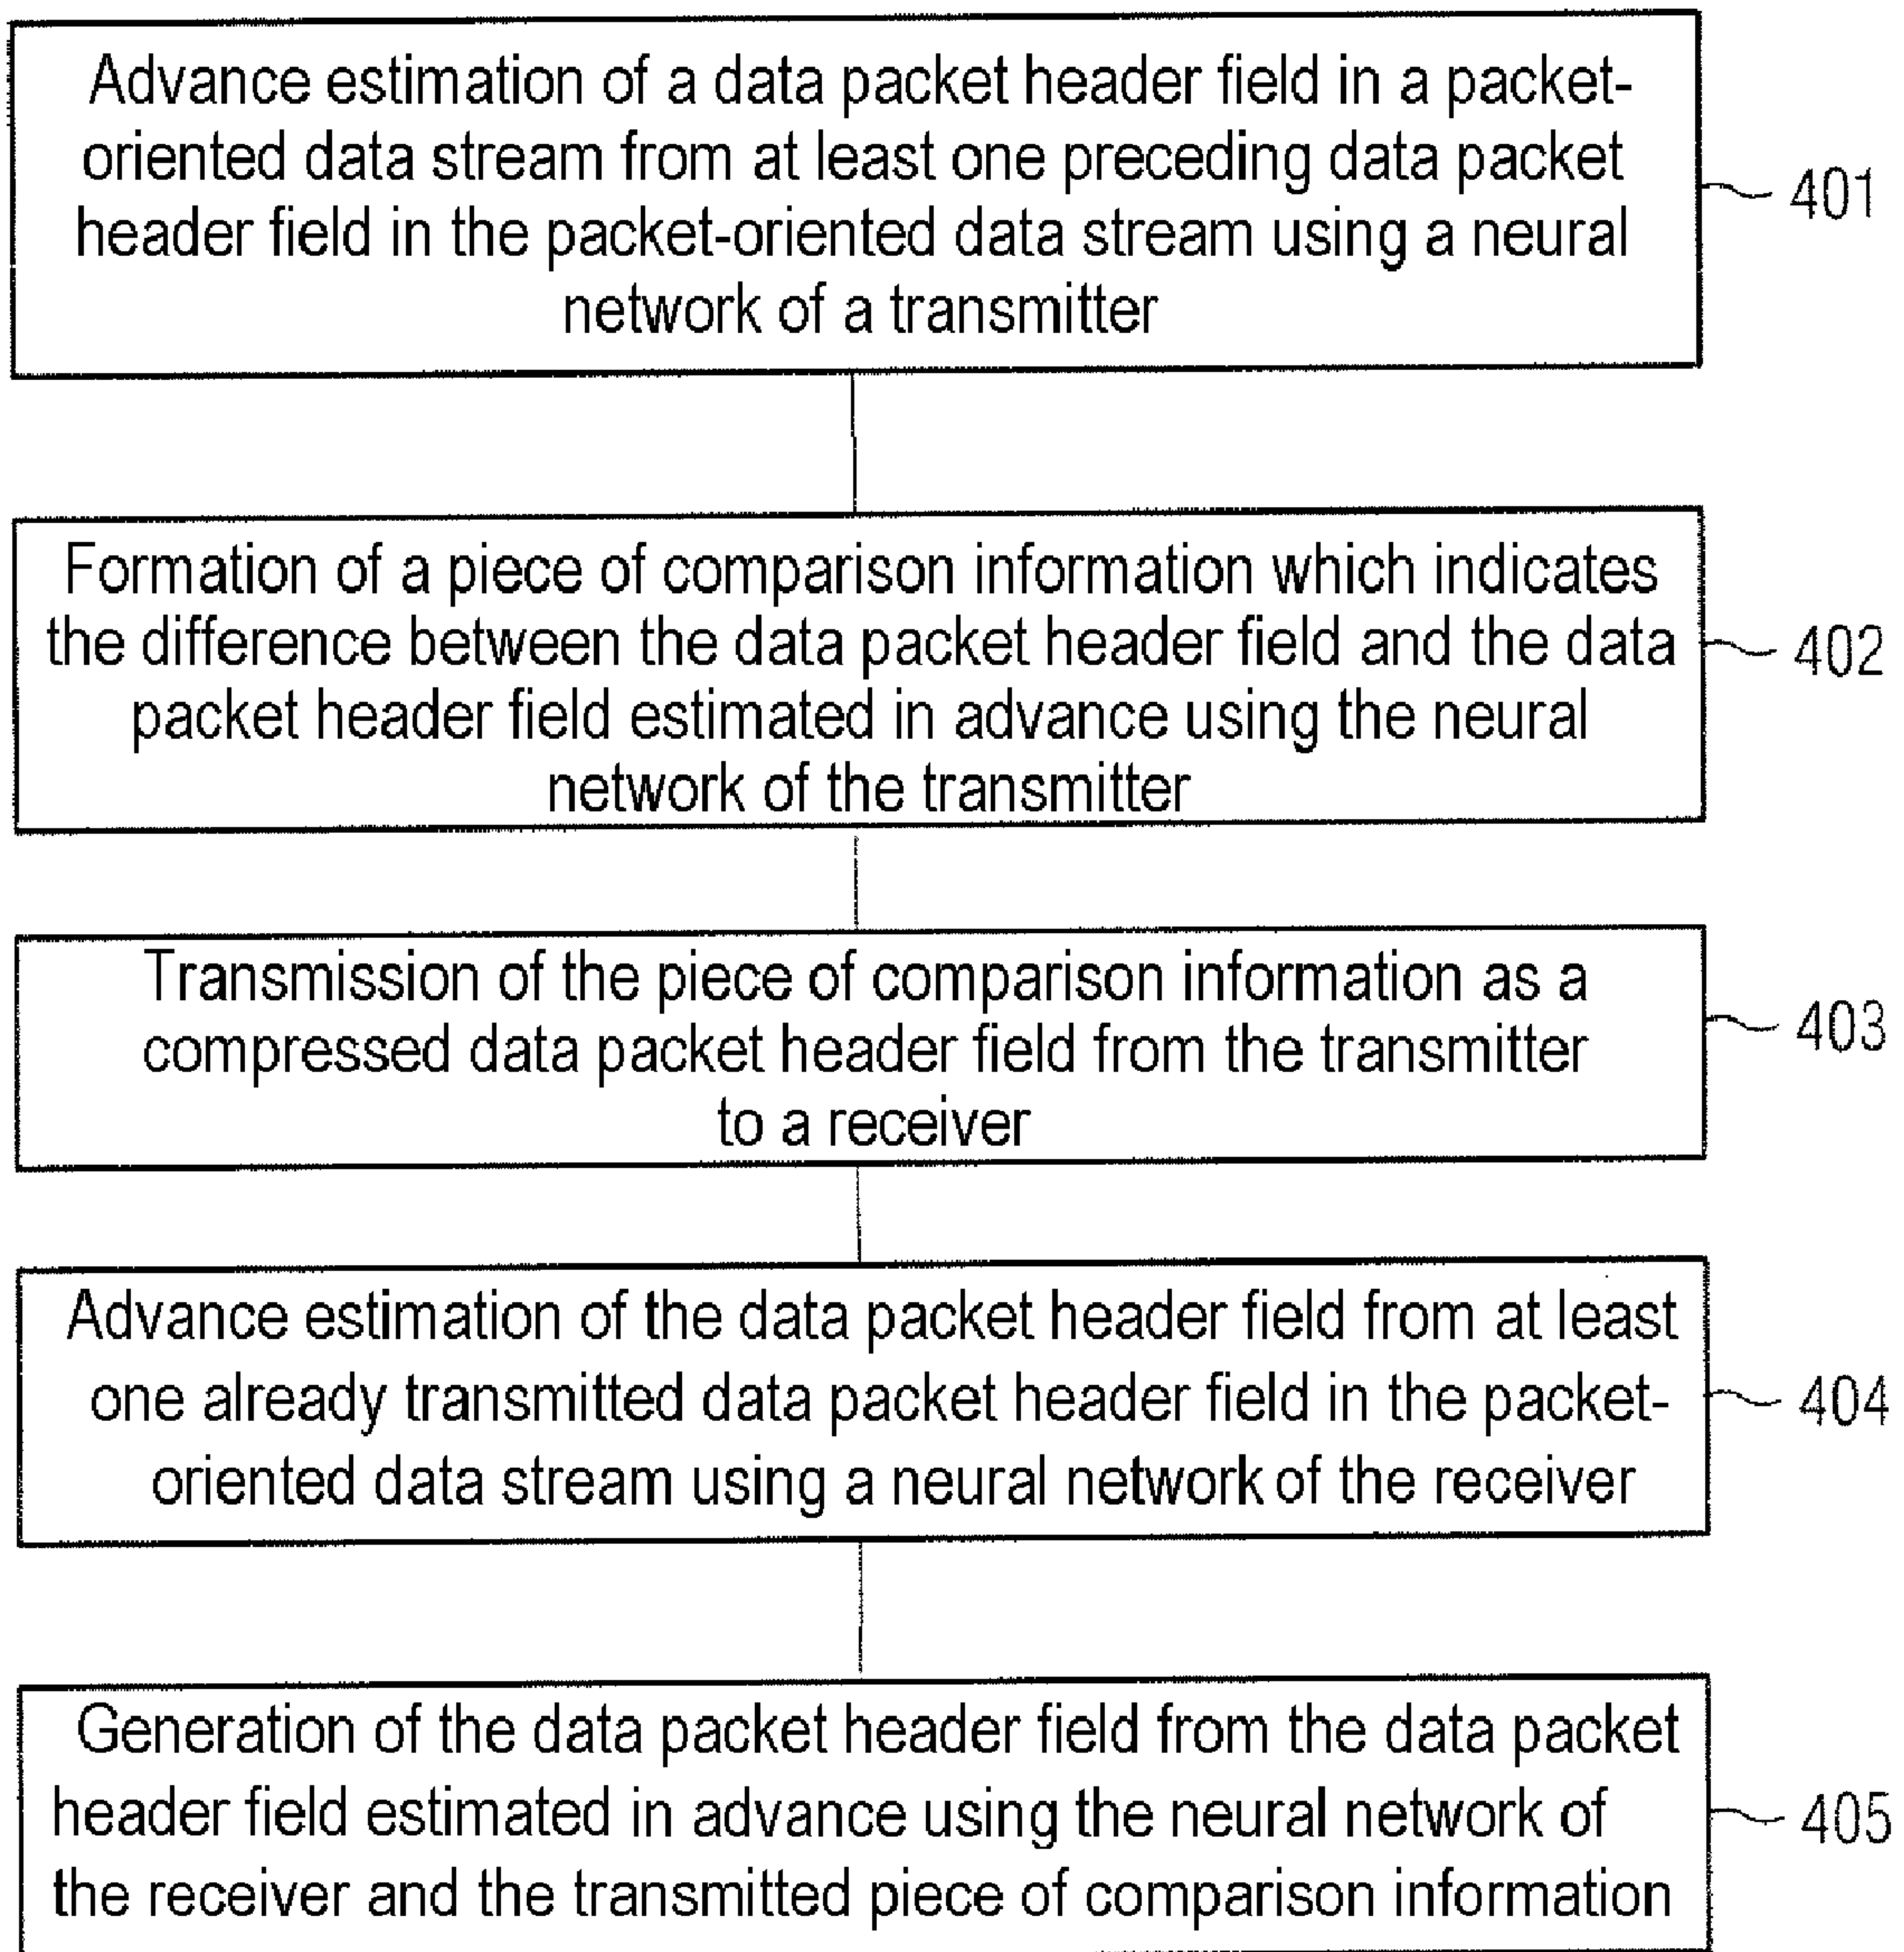 Advance estimation of a data packet header field in a packet-
oriented data stream from at least one preceding data packet
header field in the packet-oriented data stream using a neural
network of a transmitter
401
Formation of a piece of comparison information which indicates
the difference between the data packet header field and the data
packet header field estimated in advance using the neural
network of the transmitter
402
Transmission of the piece of comparison information as a
compressed data packet header field from the transmitter
to a receiver
403
Advance estimation of the data packet header field from at least
one already transmitted data packet header field in the packet-
oriented data stream using a neural network of the receiver
404
Generation of the data packet header field from the data packet
header field estimated in advance using the neural network of
the receiver and the transmitted piece of comparison information
405